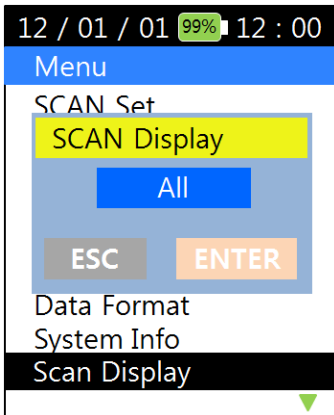 12 / 01 / 01 99% 12 : 00
Menu
SCAN Set
SCAN Display
All
ESC ENTER
Data Format
System Info
Scan Display